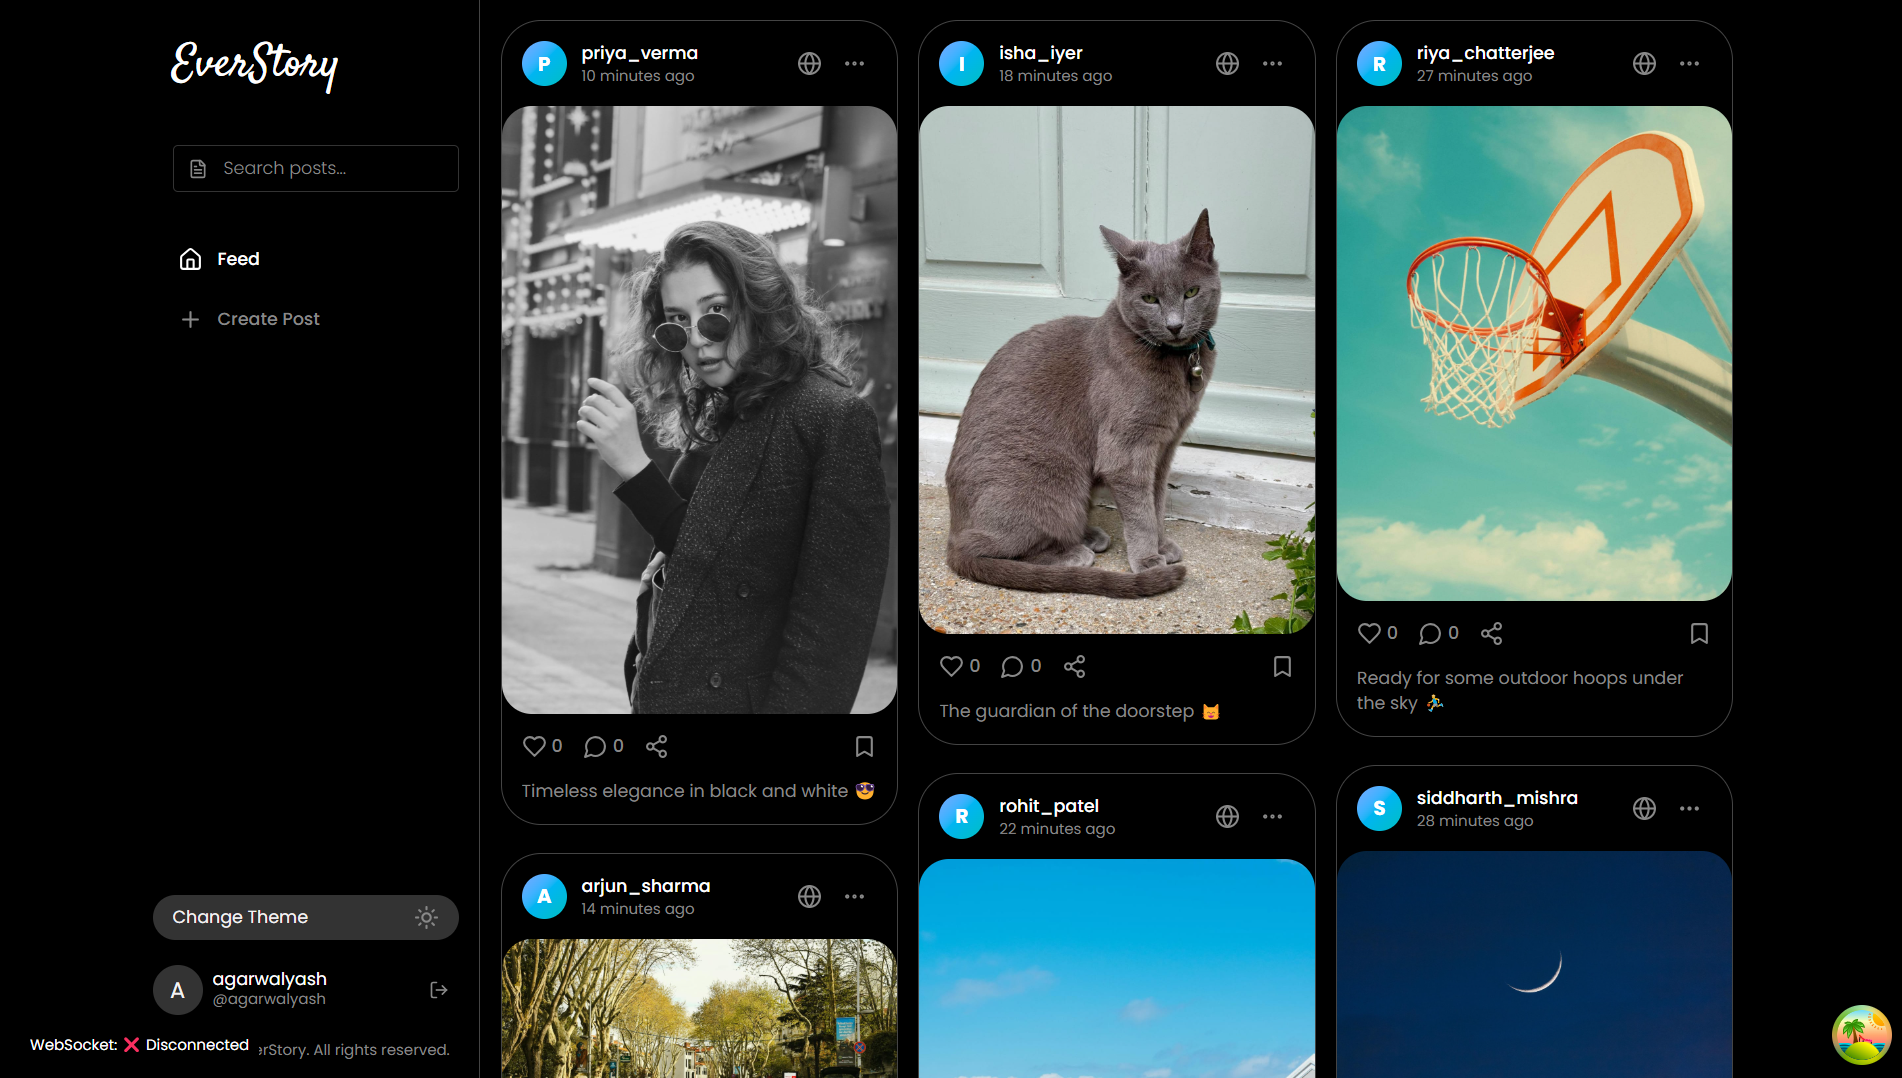 EverStory
Search posts...
Feed
Create Post
Change Theme
A
agarwalyash
@agarwalyash
WebSocket: ❌ Disconnected
erStory. All rights reserved.
P
priya_verma
10 minutes ago
0
0
Timeless elegance in black and white 😎
A
arjun_sharma
14 minutes ago
I
isha_iyer
18 minutes ago
0
0
The guardian of the doorstep 😺
R
rohit_patel
22 minutes ago
R
riya_chatterjee
27 minutes ago
0
0
Ready for some outdoor hoops under
the sky 🏃‍♂️
S
siddharth_mishra
28 minutes ago